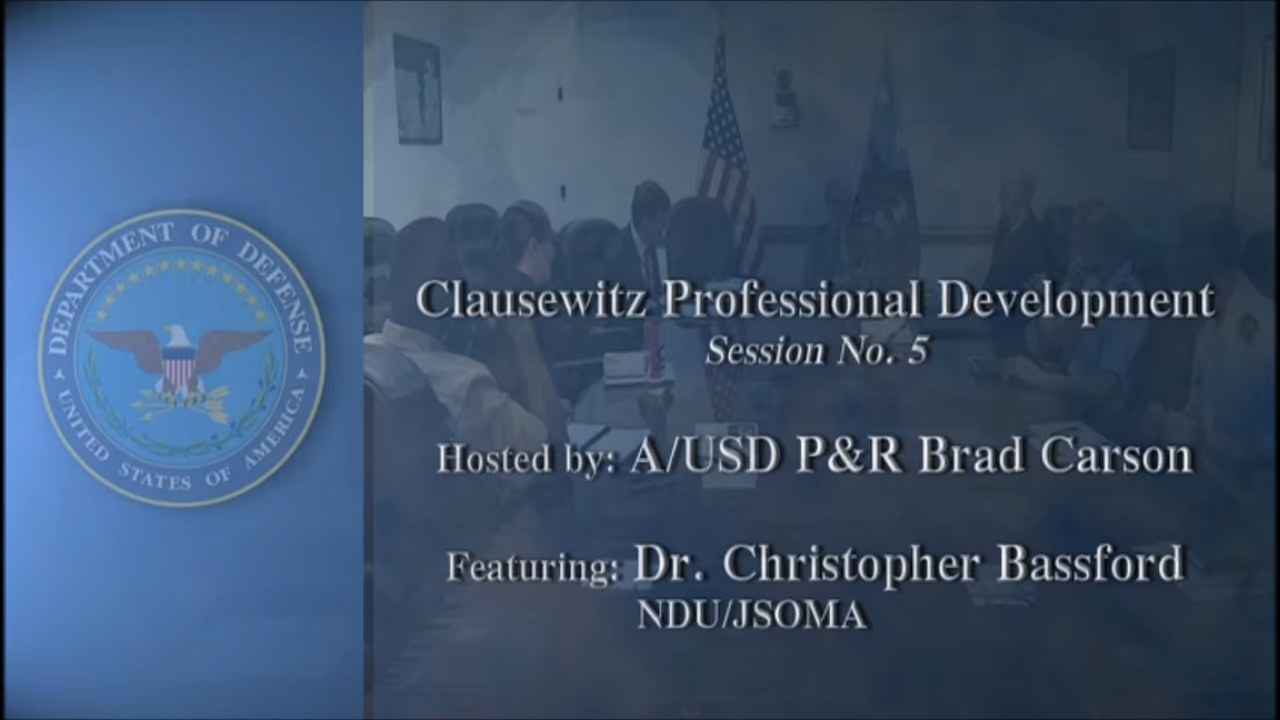 DEPARTMENT OF DEFENSE
UNITED STATES OF AMERICA
Clausewitz Professional Development
Session No. 5
Hosted by: A/USD P&R Brad Carson
Featuring: Dr. Christopher Bassford
NDU/JSOMA